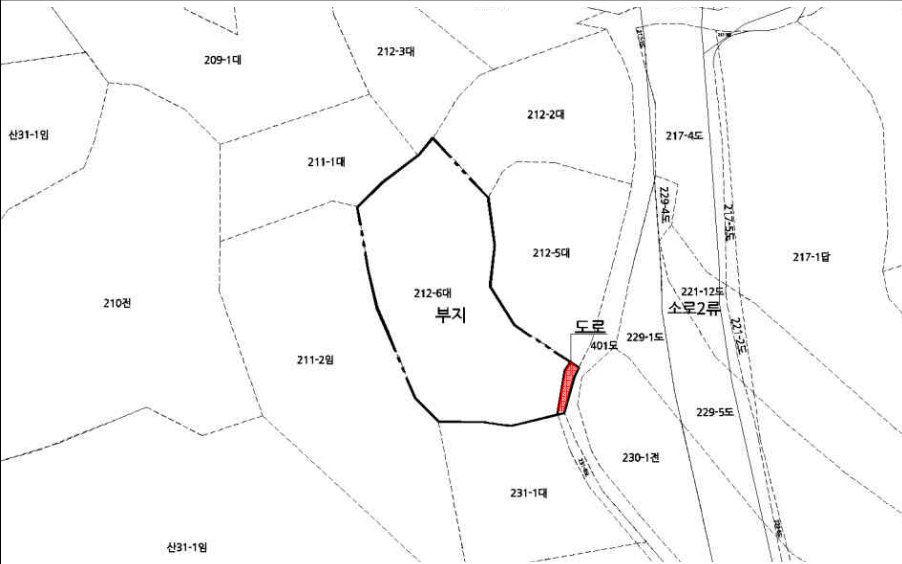 212-3대
209-1대
212-2대
산31-1임
217-4도
211-1대
229-4도
217-5도
212-5대
217-1답
212-6대
221-12도
210전
부지
소로2류
도로
221-2도
401도
229-1도
211-2임
229-5도
230-1전
231-1대
산31-1임